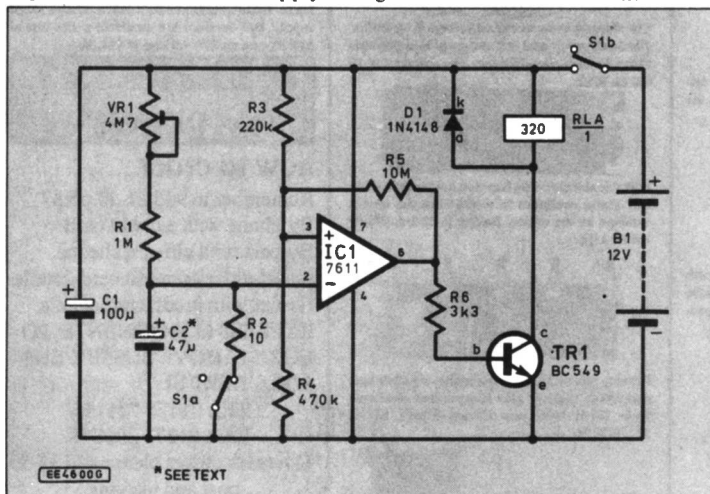 S1b
VR1
4M7
R3
220k
D1
1N4148
k
a
320
RLA
1
R5
10M
R1
1M
3
+
IC1
7611
2
−
7
6
4
+
B1
12V
−
R6
3k3
C1
100μ
+
C2*
47μ
+
R2
10
S1a
R4
470k
b
c
e
TR1
BC549
EE4600G
*SEE TEXT